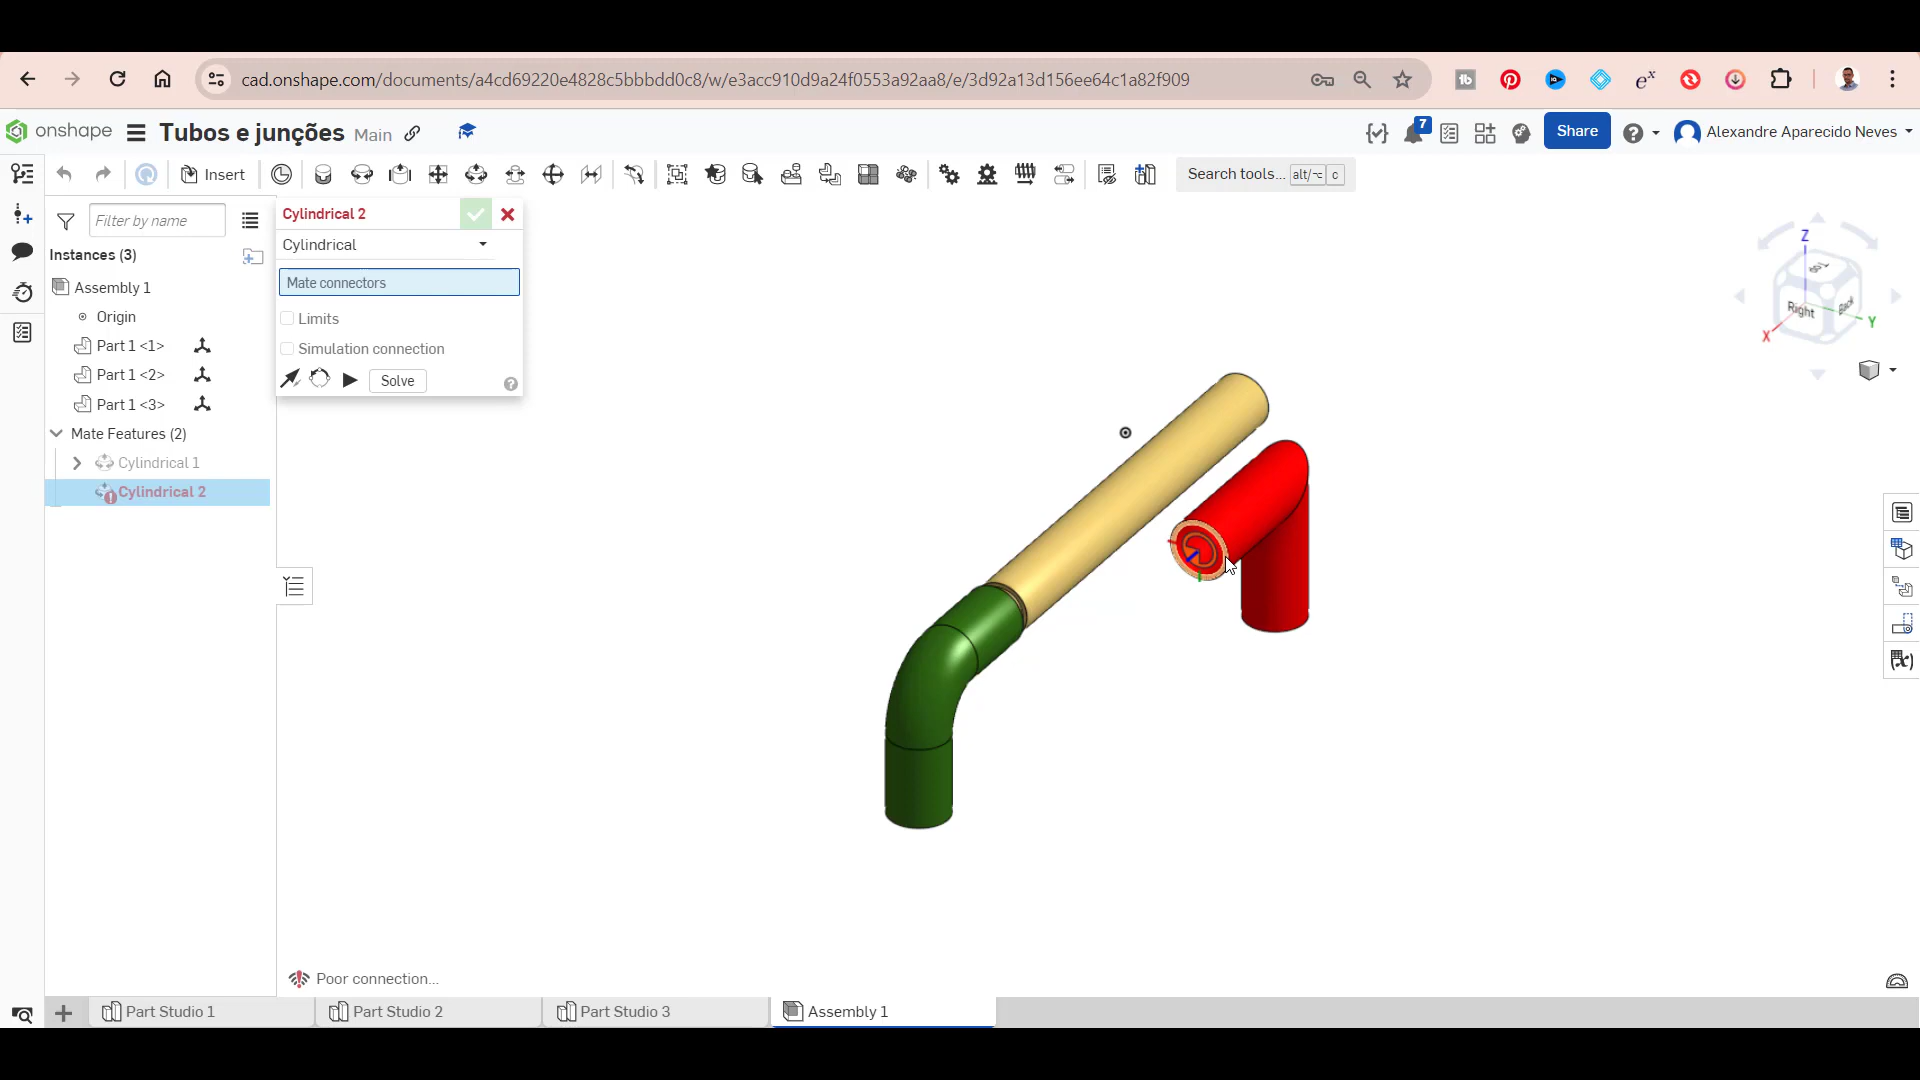 cad.onshape.com/documents/a4cd69220e4828c5bbbdd0c8/w/e3acc910d9a24f0553a92aa8/e/3d92a13d156ee64c1a82f909
onshape Tubos e junções Main 7 Share Alexandre Aparecido Neves
Insert Search tools... alt/⌥ c
Filter by name
Instances (3)
Assembly 1
Origin
Part 1 <1>
Part 1 <2>
Part 1 <3>
Mate Features (2)
Cylindrical 1
Cylindrical 2
Cylindrical 2
Cylindrical
Mate connectors
Limits
Simulation connection
Solve
Z
Right Back
X Y
Poor connection...
Part Studio 1 Part Studio 2 Part Studio 3 Assembly 1